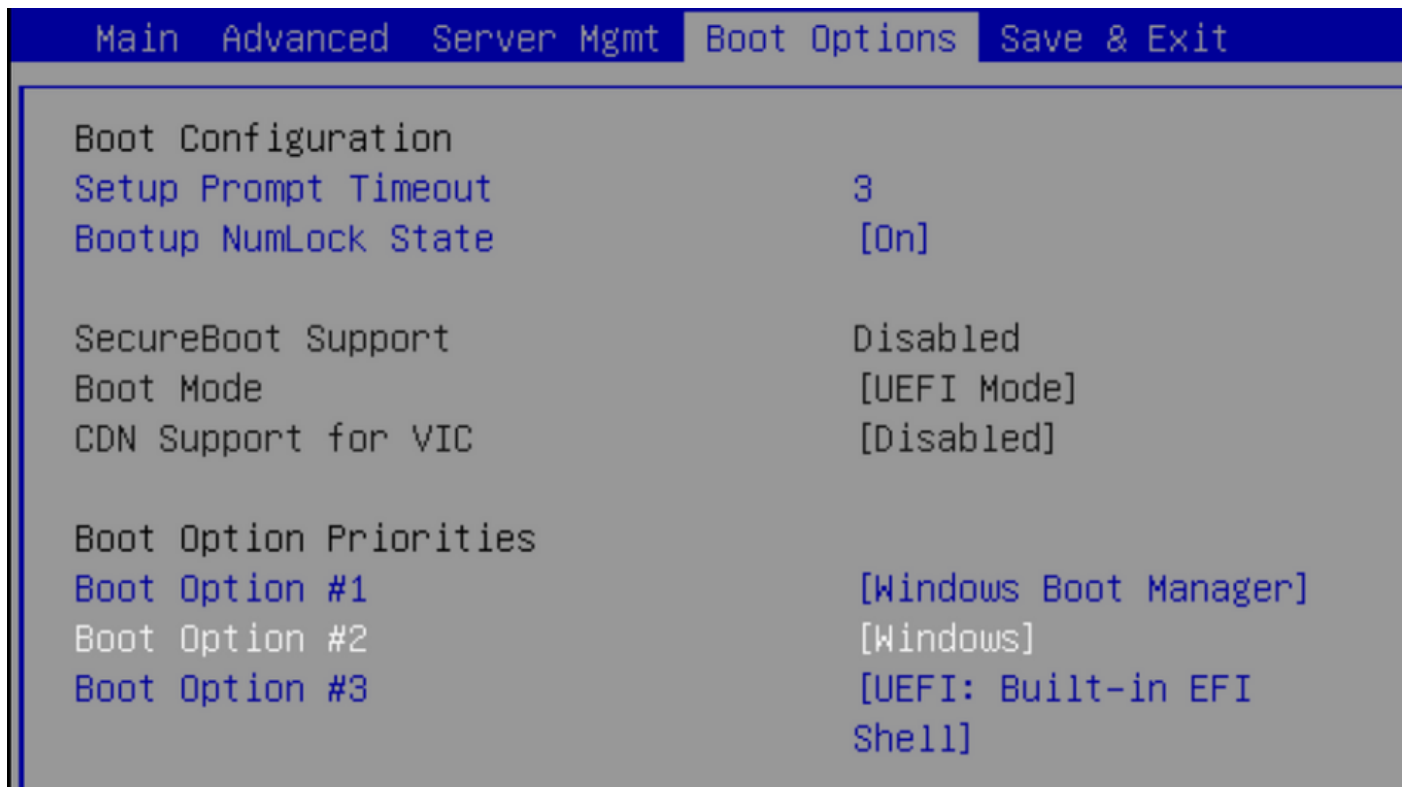 Main Advanced Server Mgmt Boot Options Save & Exit
Boot Configuration
Setup Prompt Timeout 3
Bootup NumLock State [On]
SecureBoot Support Disabled
Boot Mode [UEFI Mode]
CDN Support for VIC [Disabled]
Boot Option Priorities
Boot Option #1 [Windows Boot Manager]
Boot Option #2 [Windows]
Boot Option #3 [UEFI: Built-in EFI
Shell]